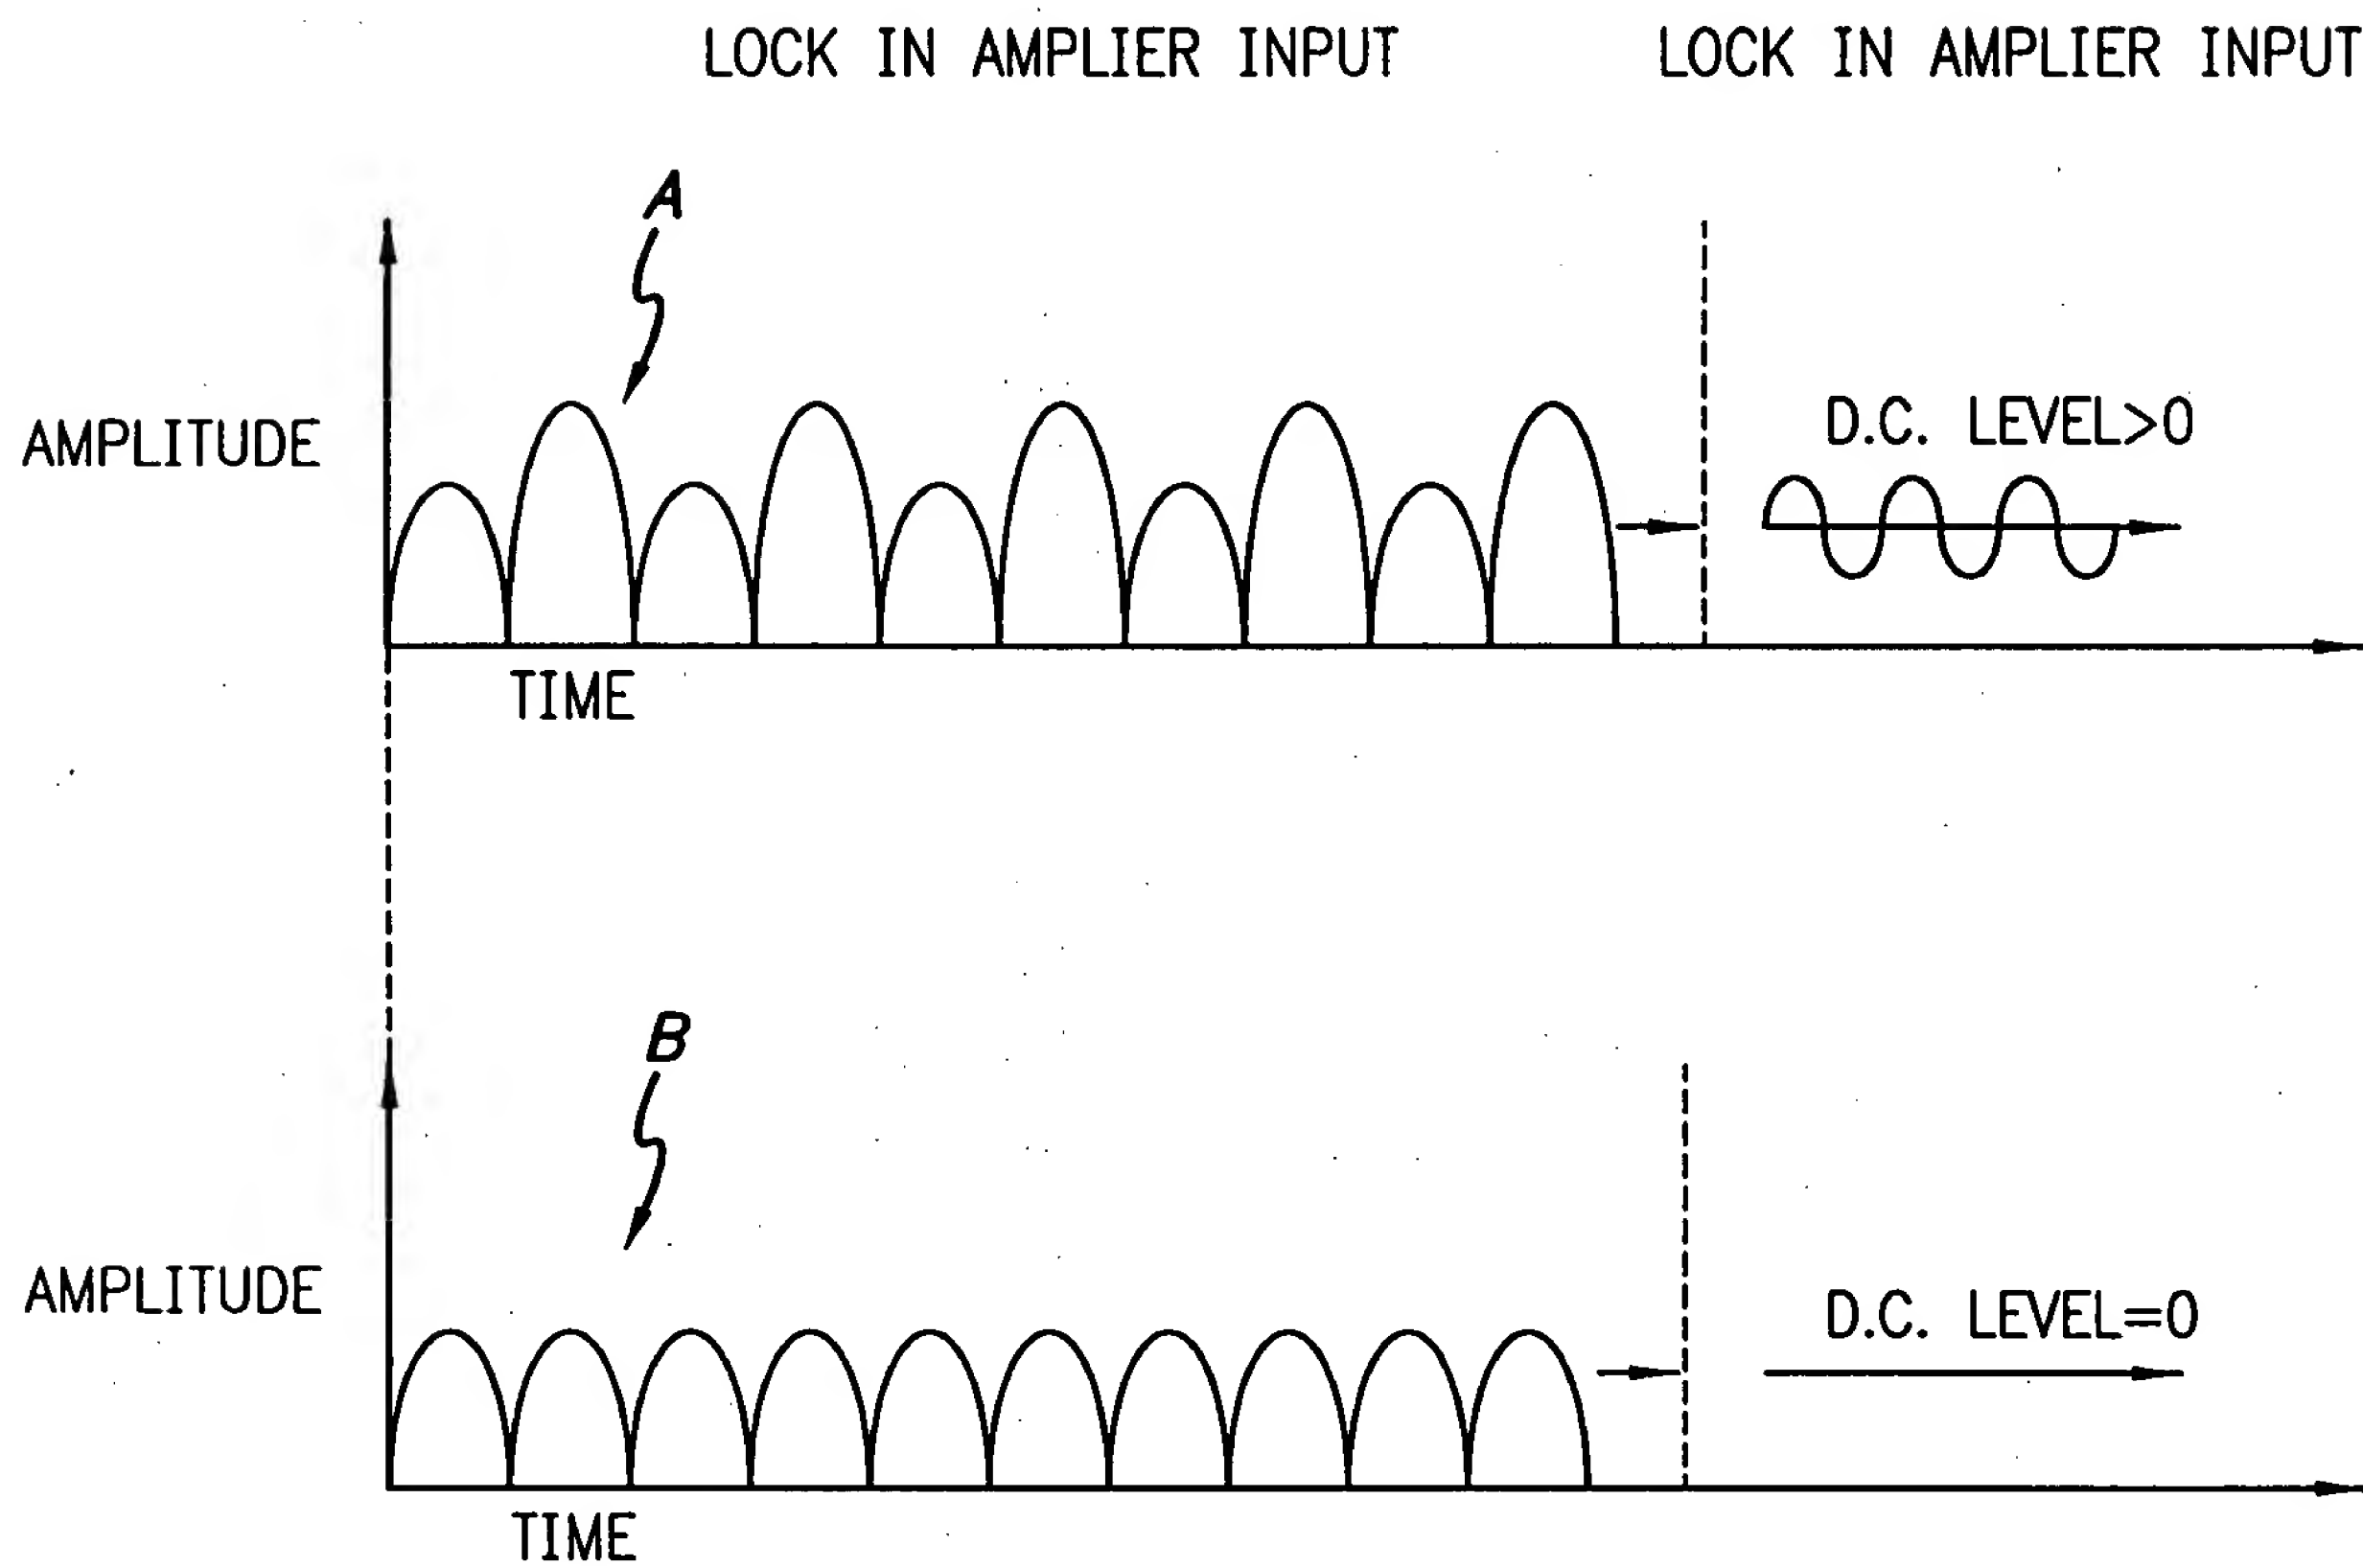 LOCK IN AMPLIER INPUT
LOCK IN AMPLIER INPUT
A
AMPLITUDE
D.C. LEVEL>0
TIME
B
AMPLITUDE
D.C. LEVEL=0
TIME